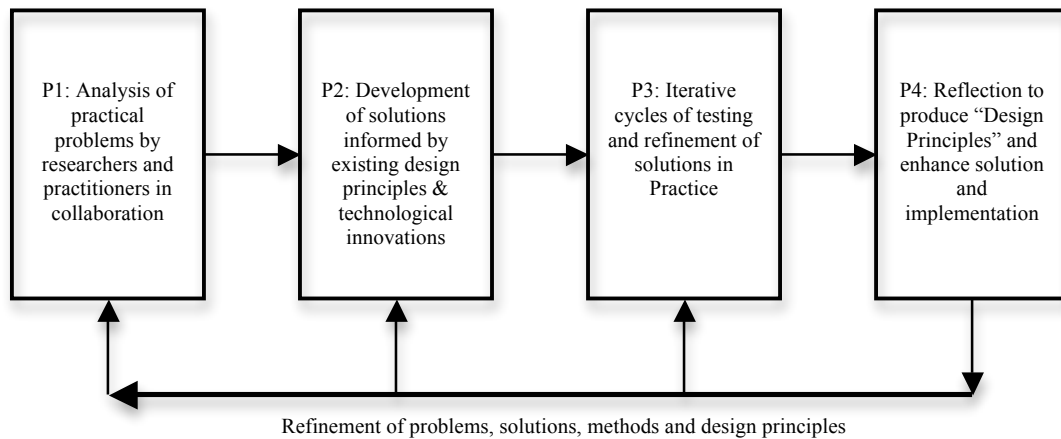 P1: Analysis of
practical
problems by
researchers and
practitioners in
collaboration
P2: Development
of solutions
informed by
existing design
principles &
technological
innovations
P3: Iterative
cycles of testing
and refinement of
solutions in
Practice
P4: Reflection to
produce “Design
Principles” and
enhance solution
and
implementation
Refinement of problems, solutions, methods and design principles